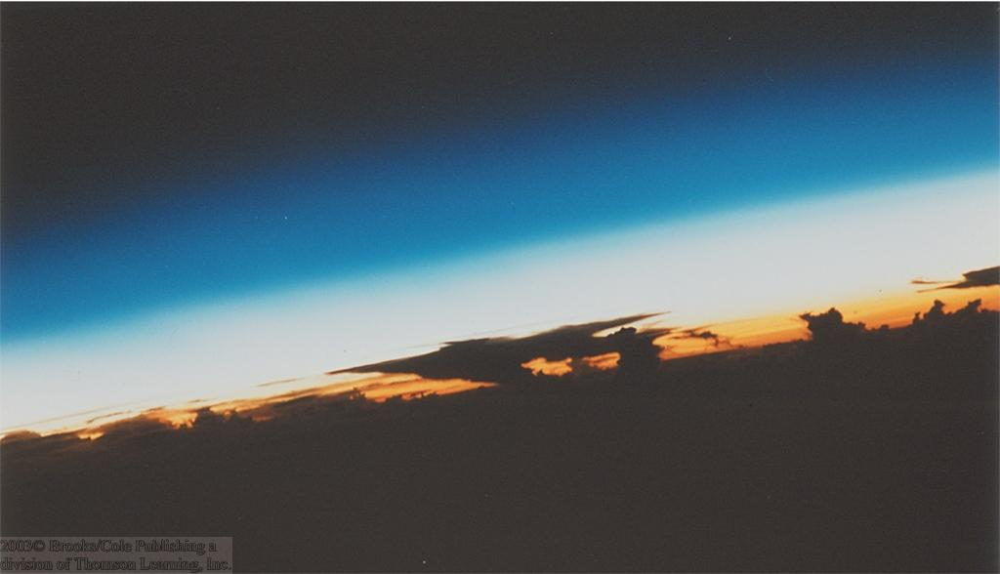 2003© Brooks/Cole Publishing a
division of Thomson Learning, Inc.